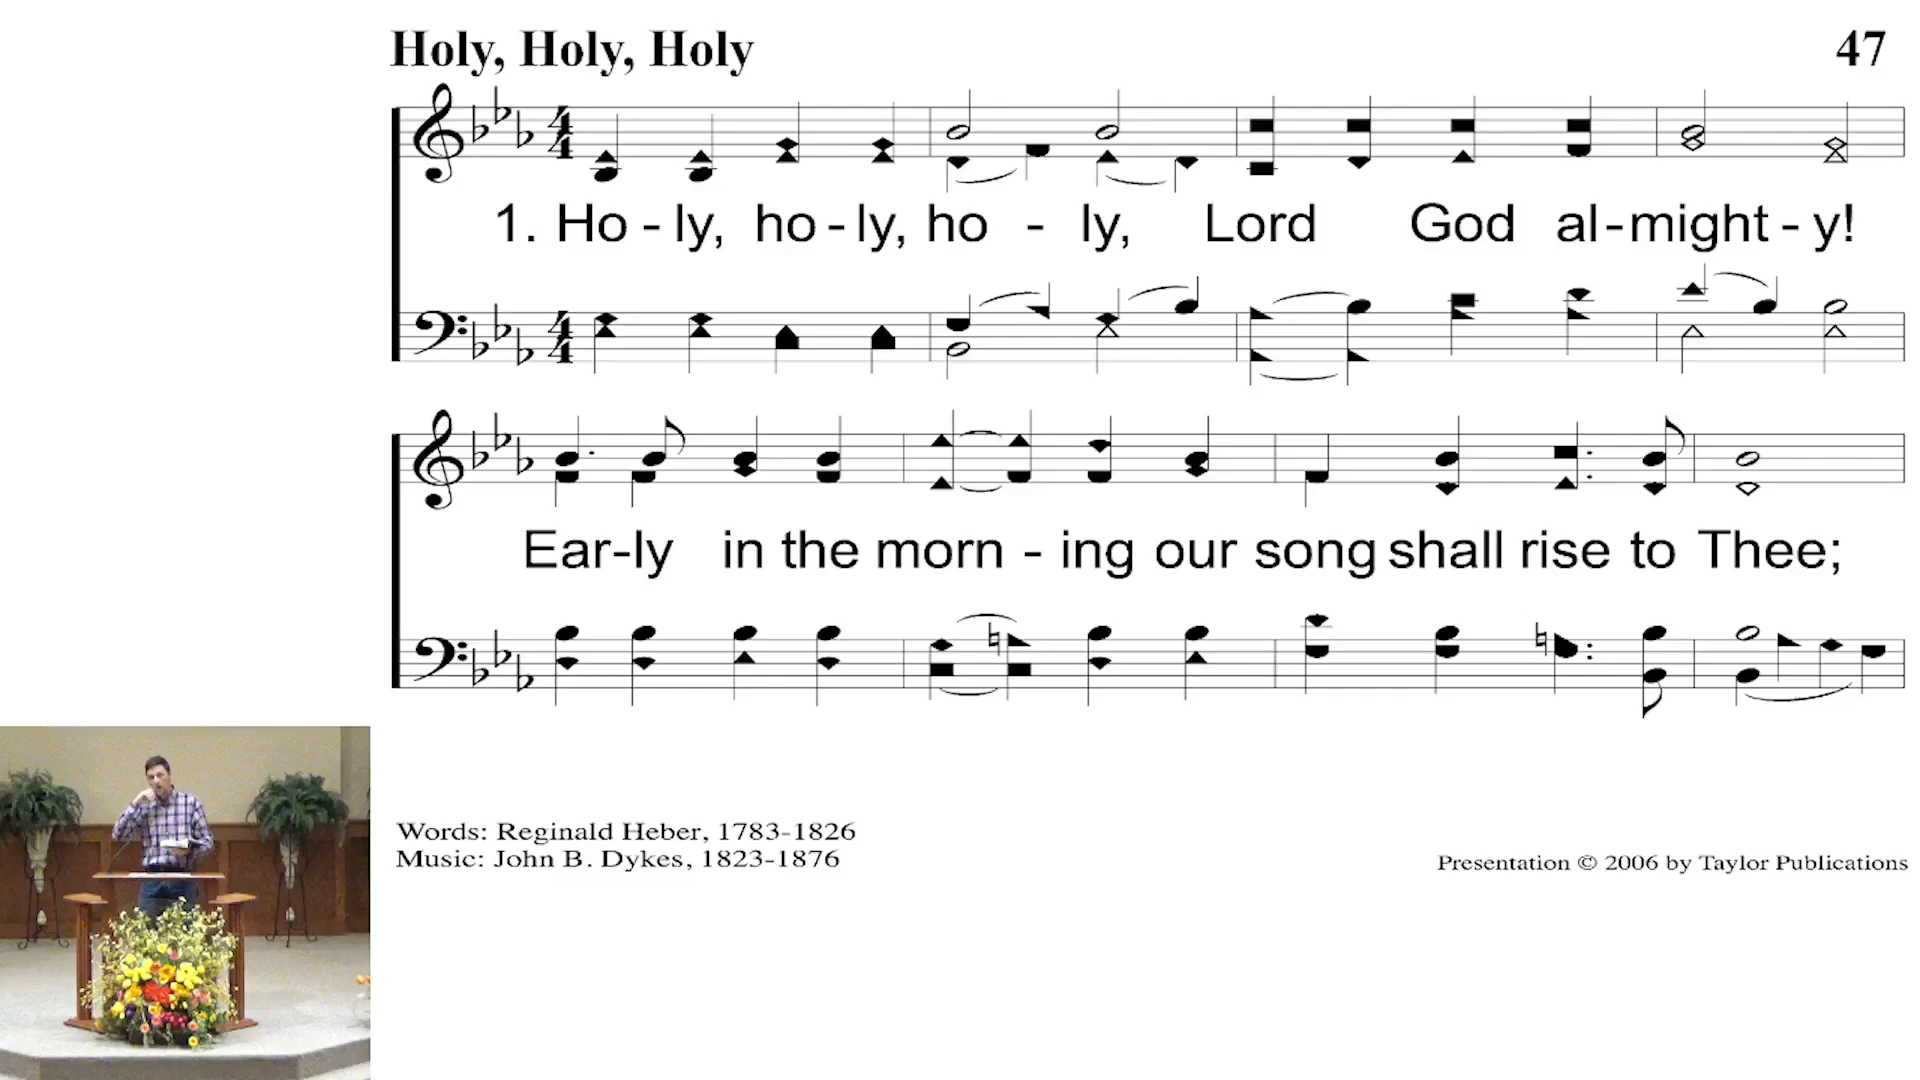 Holy, Holy, Holy
47
1. Ho - ly, ho - ly, ho - ly, Lord God al - might - y!
Ear - ly in the morn - ing our song shall rise to Thee;
Words: Reginald Heber, 1783-1826
Music: John B. Dykes, 1823-1876
Presentation © 2006 by Taylor Publications